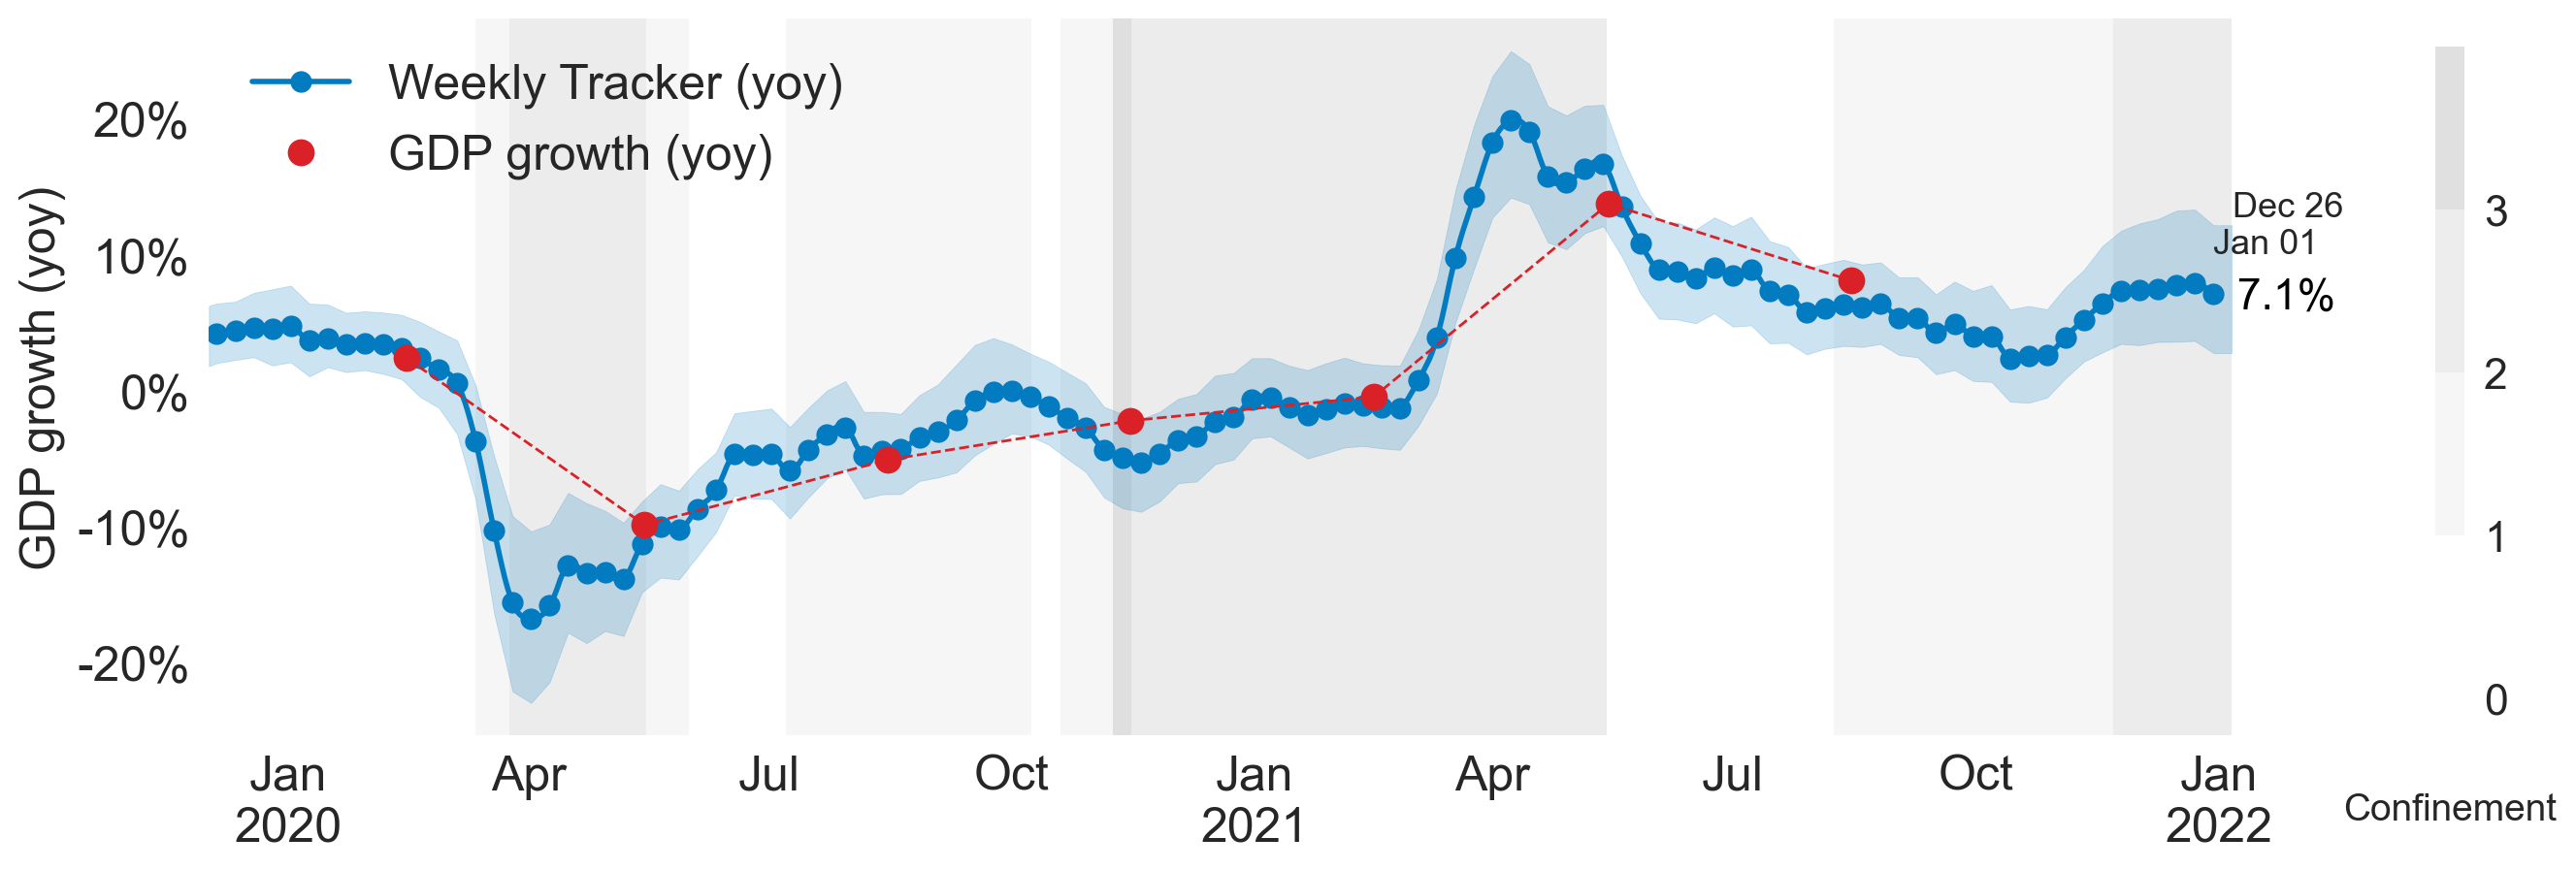 Weekly Tracker (yoy)
GDP growth (yoy)
GDP growth (yoy)
20%
10%
0%
-10%
-20%
Jan
2020
Apr
Jul
Oct
Jan
2021
Apr
Jul
Oct
Jan
2022
Dec 26
Jan 01
7.1%
3
2
1
0
Confinement